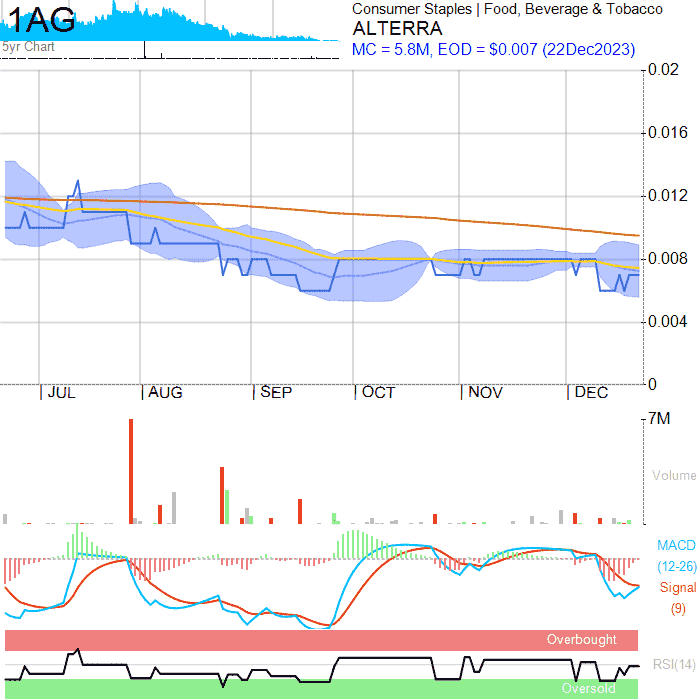 1AG
5yr Chart
Consumer Staples | Food, Beverage & Tobacco
ALTERRA
MC = 5.8M, EOD = $0.007 (22Dec2023)
0.02
0.016
0.012
0.008
0.004
0
| JUL | AUG | SEP | OCT | NOV | DEC
7M
Volume
MACD
(12-26)
Signal
(9)
Overbought
RSI(14)
Oversold